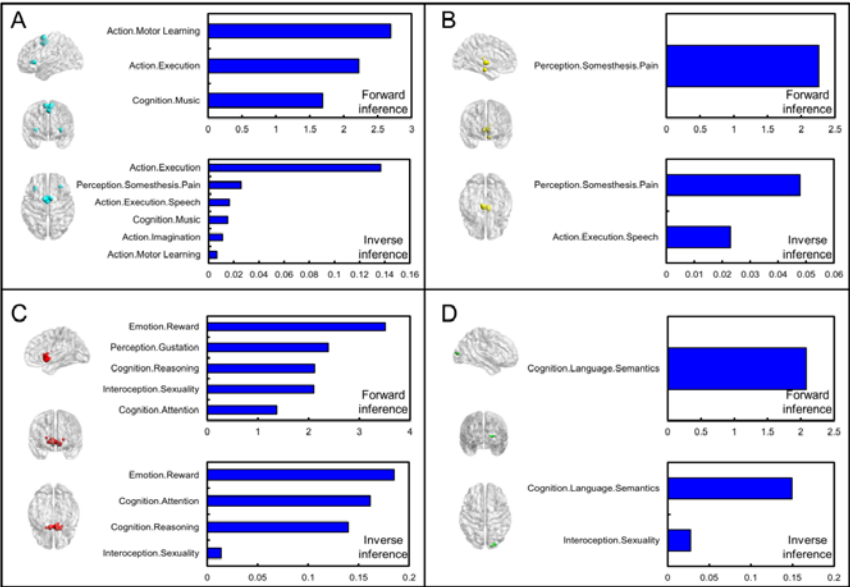 A
Action.Motor Learning
Action.Execution
Cognition.Music
Forward
inference
0 0.5 1 1.5 2 2.5 3
Action.Execution
Perception.Somesthesis.Pain
Action.Execution.Speech
Cognition.Music
Action.Imagination
Action.Motor Learning
Inverse
inference
0 0.02 0.04 0.06 0.08 0.1 0.12 0.14 0.16
B
Perception.Somesthesis.Pain
Forward
inference
0 0.5 1 1.5 2 2.5
Perception.Somesthesis.Pain
Action.Execution.Speech
Inverse
inference
0 0.01 0.02 0.03 0.04 0.05 0.06
C
Emotion.Reward
Perception.Gustation
Cognition.Reasoning
Interoception.Sexuality
Cognition.Attention
Forward
inference
0 1 2 3 4
Emotion.Reward
Cognition.Attention
Cognition.Reasoning
Interoception.Sexuality
Inverse
inference
0 0.05 0.1 0.15 0.2
D
Cognition.Language.Semantics
Forward
inference
0 0.5 1 1.5 2 2.5
Cognition.Language.Semantics
Interoception.Sexuality
Inverse
inference
0 0.05 0.1 0.15 0.2